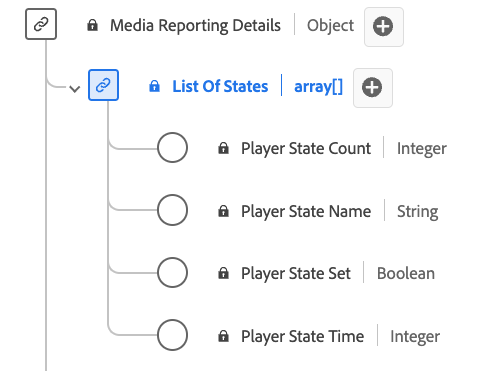 Media Reporting Details | Object
List Of States | array[]
Player State Count | Integer
Player State Name | String
Player State Set | Boolean
Player State Time | Integer